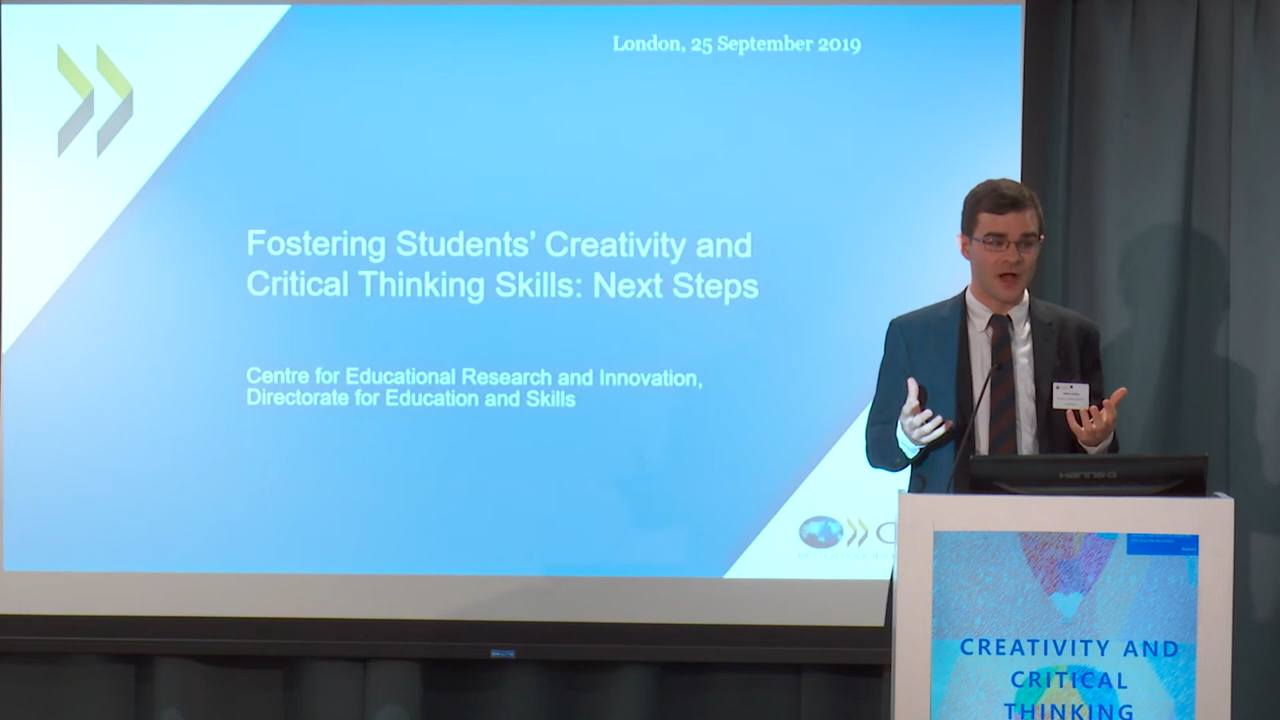 London, 25 September 2019
Fostering Students’ Creativity and
Critical Thinking Skills: Next Steps
Centre for Educational Research and Innovation,
Directorate for Education and Skills
HANNS G
CREATIVITY AND
CRITICAL
THINKING